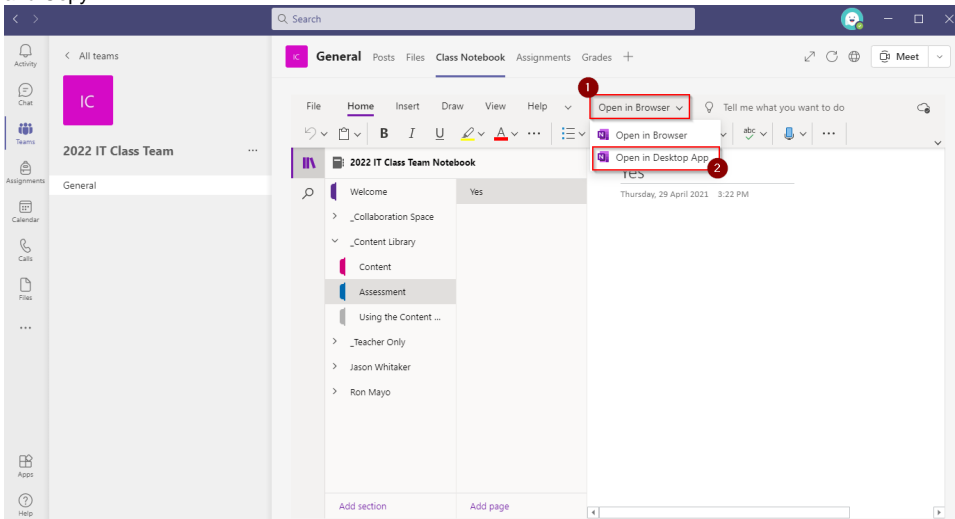 Search
Activity
Chat
Teams
Assignments
Calendar
Calls
Files
Apps
Help
All teams
IC
2022 IT Class Team
General
IC
General Posts Files Class Notebook Assignments Grades
Meet
1
File Home Insert Draw View Help Open in Browser Tell me what you want to do
B I U A abc
Open in Browser
Open in Desktop App
2
2022 IT Class Team Notebook
Welcome
_Collaboration Space
_Content Library
Content
Assessment
Using the Content ...
_Teacher Only
Jason Whitaker
Ron Mayo
Add section
Yes
Add page
Yes
Thursday, 29 April 2021 3:22 PM